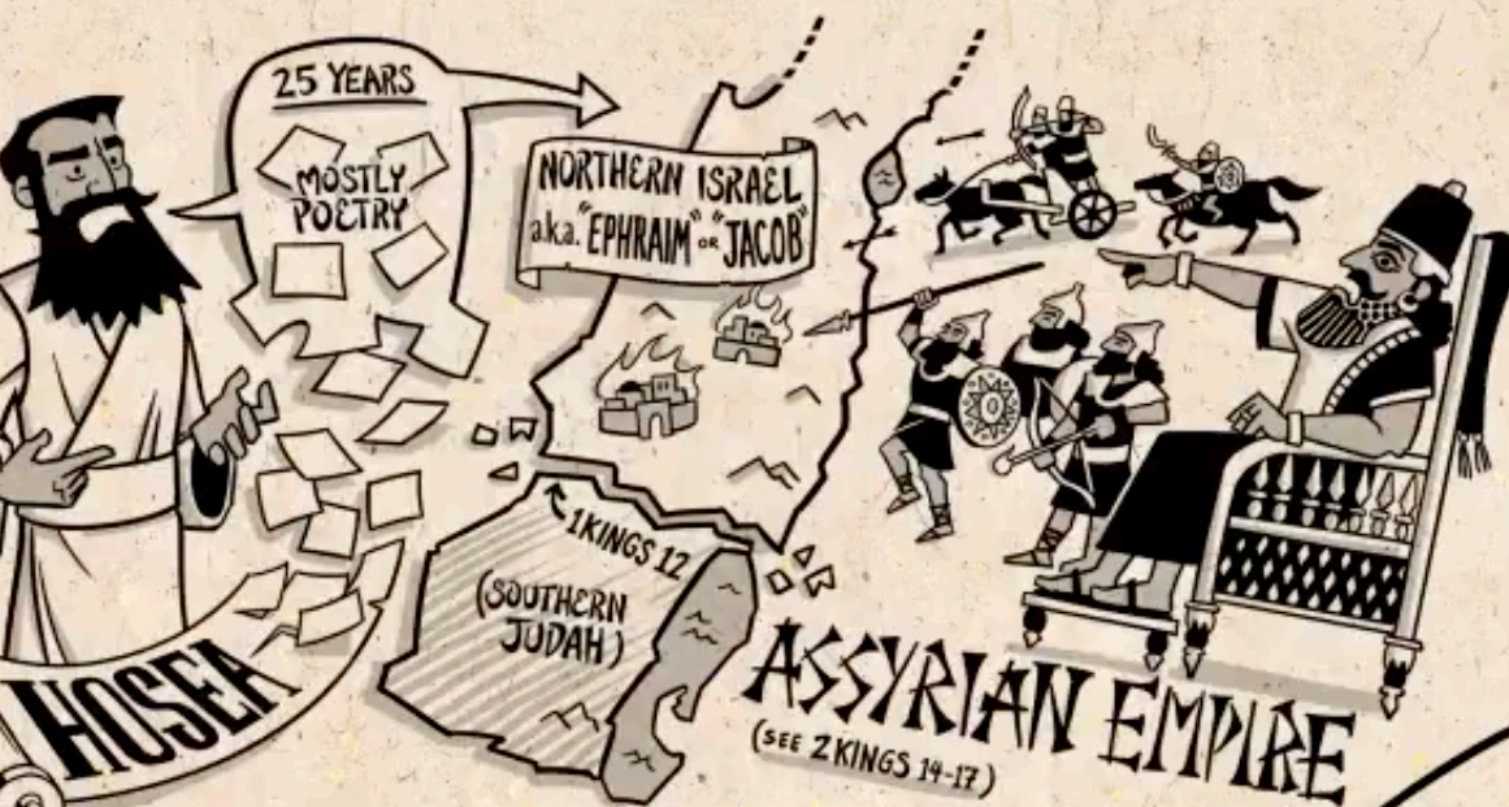 25 YEARS
MOSTLY
POETRY
NORTHERN ISRAEL
a.k.a. "EPHRAIM" OR "JACOB"
1 KINGS 12
(SOUTHERN
JUDAH)
HOSEA
ASSYRIAN EMPIRE
(SEE 2 KINGS 14-17)